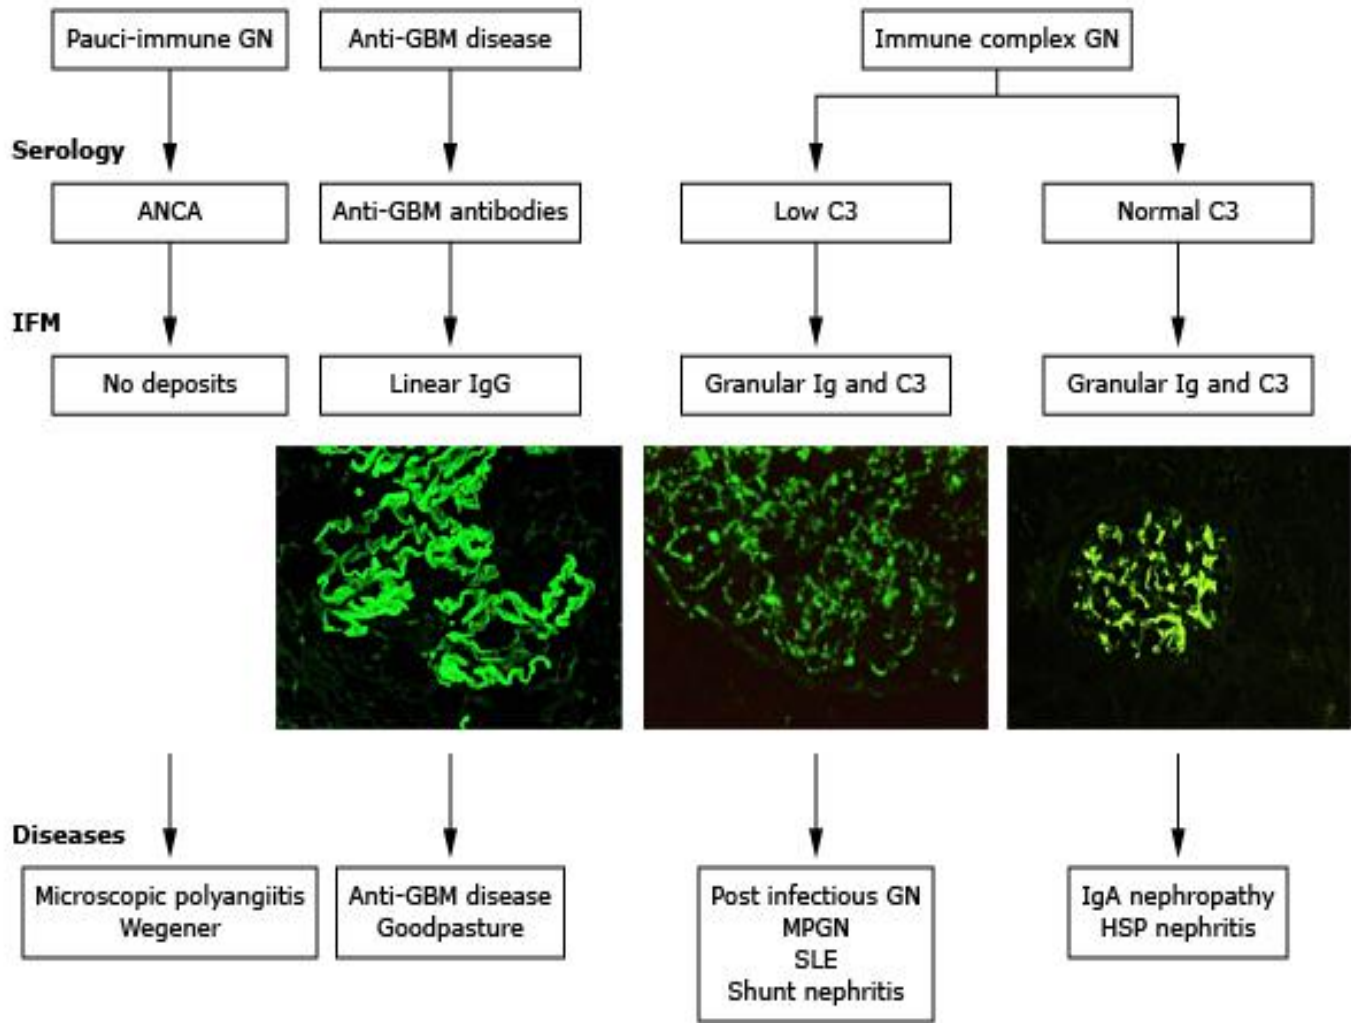 Pauci-immune GN
Anti-GBM disease
Immune complex GN
Serology
ANCA
Anti-GBM antibodies
Low C3
Normal C3
IFM
No deposits
Linear IgG
Granular Ig and C3
Granular Ig and C3
Diseases
Microscopic polyangiitis
Wegener
Anti-GBM disease
Goodpasture
Post infectious GN
MPGN
SLE
Shunt nephritis
IgA nephropathy
HSP nephritis